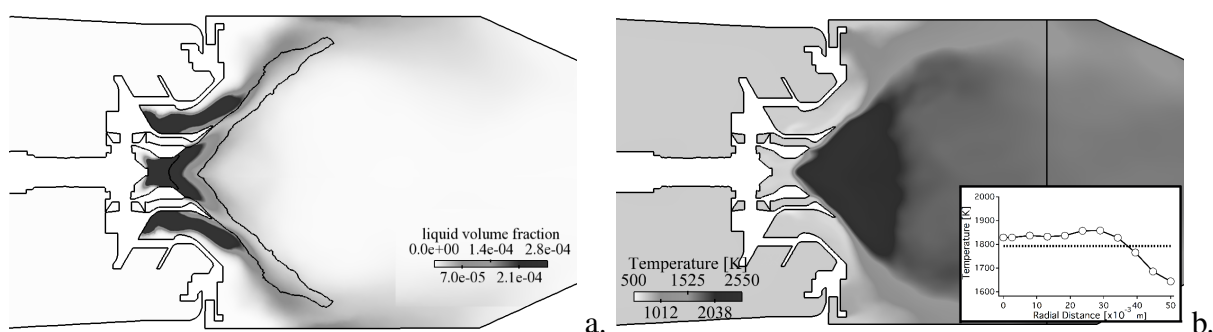 liquid volume fraction
0.0e+00 1.4e-04 2.8e-04
7.0e-05 2.1e-04
a.
Temperature [K]
500 1525 2550
1012 2038
2000
1900
1800
1700
1600
Temperature [K]
0 10 20 30 40 50
Radial Distance [x10⁻³ m]
b.